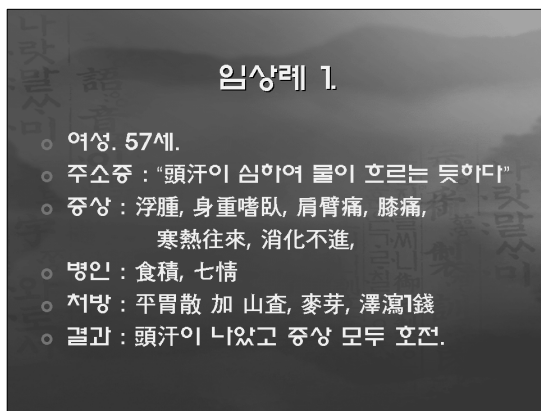 임상례 1.
여성. 57세.
주소증 : “頭汗이 심하여 물이 흐르는 듯하다”
증상 : 浮腫, 身重嗜臥, 肩臂痛, 膝痛,
寒熱往來, 消化不進,
병인 : 食積, 七情
처방 : 平胃散 加 山査, 麥芽, 澤瀉1錢
결과 : 頭汗이 나았고 증상 모두 호전.